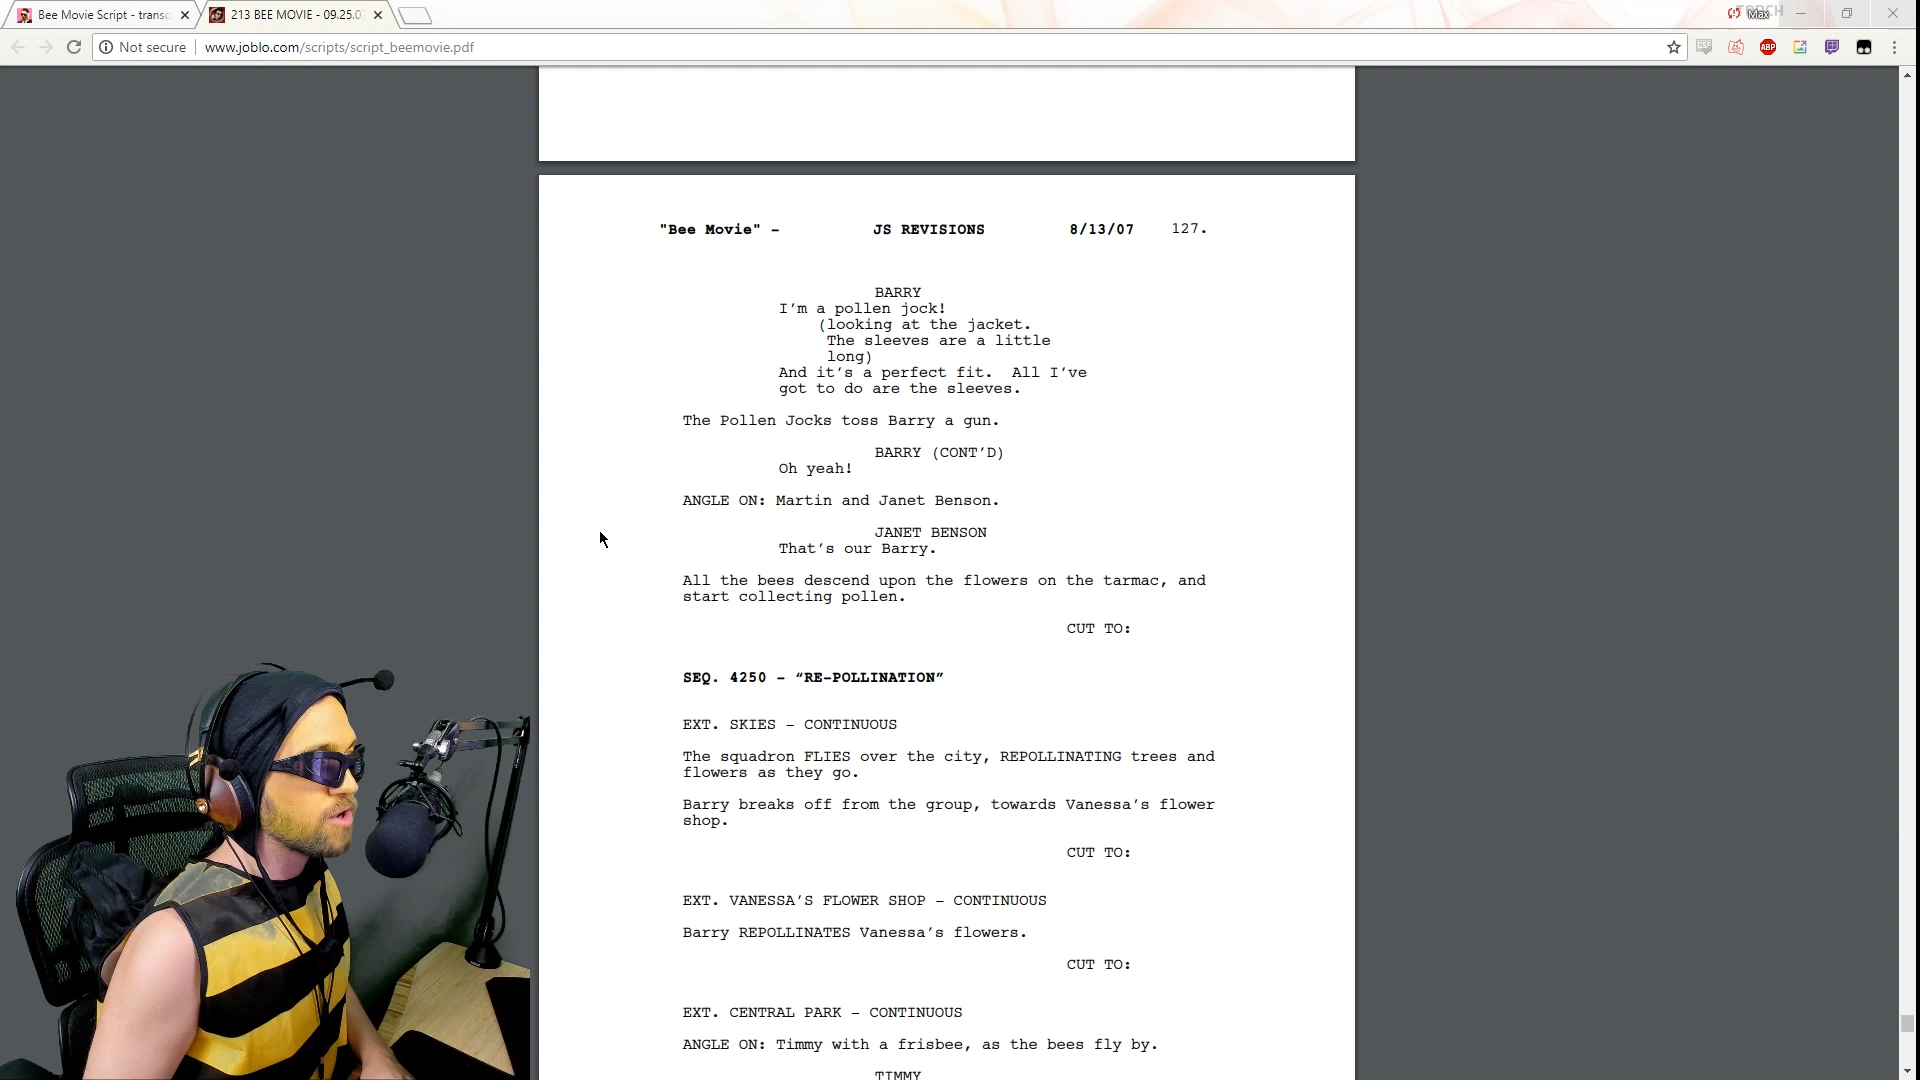 Bee Movie Script - transc
213 BEE MOVIE - 09.25.0
Max
Not secure
www.joblo.com/scripts/script_beemovie.pdf
ABP
"Bee Movie" - JS REVISIONS 8/13/07 127.
BARRY
I'm a pollen jock!
(looking at the jacket.
The sleeves are a little
long)
And it's a perfect fit. All I've
got to do are the sleeves.
The Pollen Jocks toss Barry a gun.
BARRY (CONT'D)
Oh yeah!
ANGLE ON: Martin and Janet Benson.
JANET BENSON
That's our Barry.
All the bees descend upon the flowers on the tarmac, and
start collecting pollen.
CUT TO:
SEQ. 4250 - “RE-POLLINATION”
EXT. SKIES - CONTINUOUS
The squadron FLIES over the city, REPOLLINATING trees and
flowers as they go.
Barry breaks off from the group, towards Vanessa's flower
shop.
CUT TO:
EXT. VANESSA'S FLOWER SHOP - CONTINUOUS
Barry REPOLLINATES Vanessa's flowers.
CUT TO:
EXT. CENTRAL PARK - CONTINUOUS
ANGLE ON: Timmy with a frisbee, as the bees fly by.
TIMMY